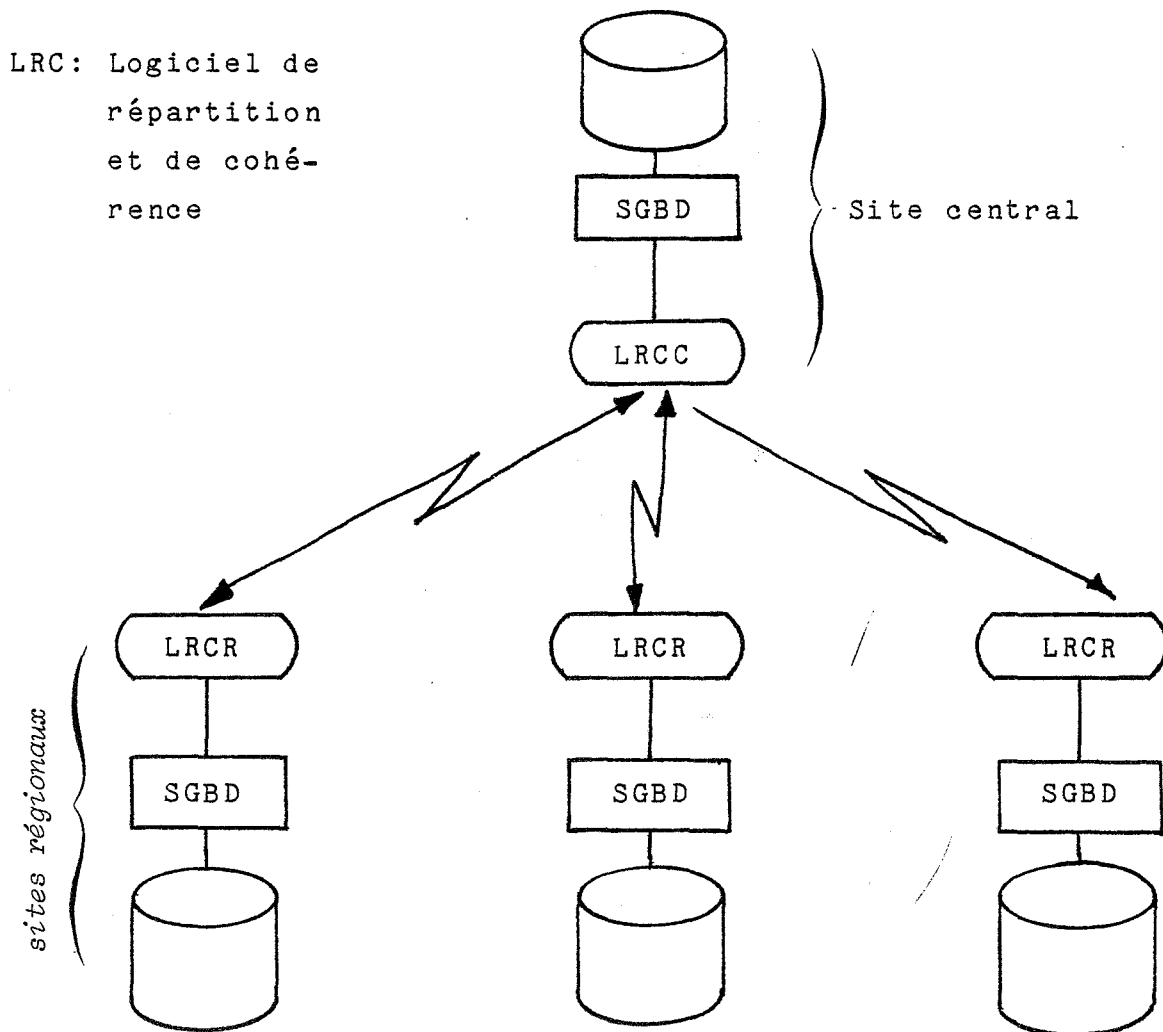 LRC: Logiciel de
répartition
et de cohé-
rence
SGBD
Site central
LRCC
LRCR
LRCR
LRCR
sites régionaux
SGBD
SGBD
SGBD